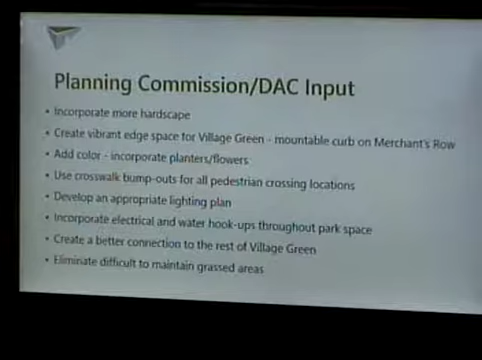 Planning Commission/DAC Input
• Incorporate more hardscape
• Create vibrant edge space for Village Green - mountable curb on Merchant's Row
• Add color - incorporate planters/flowers
• Use crosswalk bump-outs for all pedestrian crossing locations
• Develop an appropriate lighting plan
• Incorporate electrical and water hook-ups throughout park space
• Create a better connection to the rest of Village Green
• Eliminate difficult to maintain grassed areas